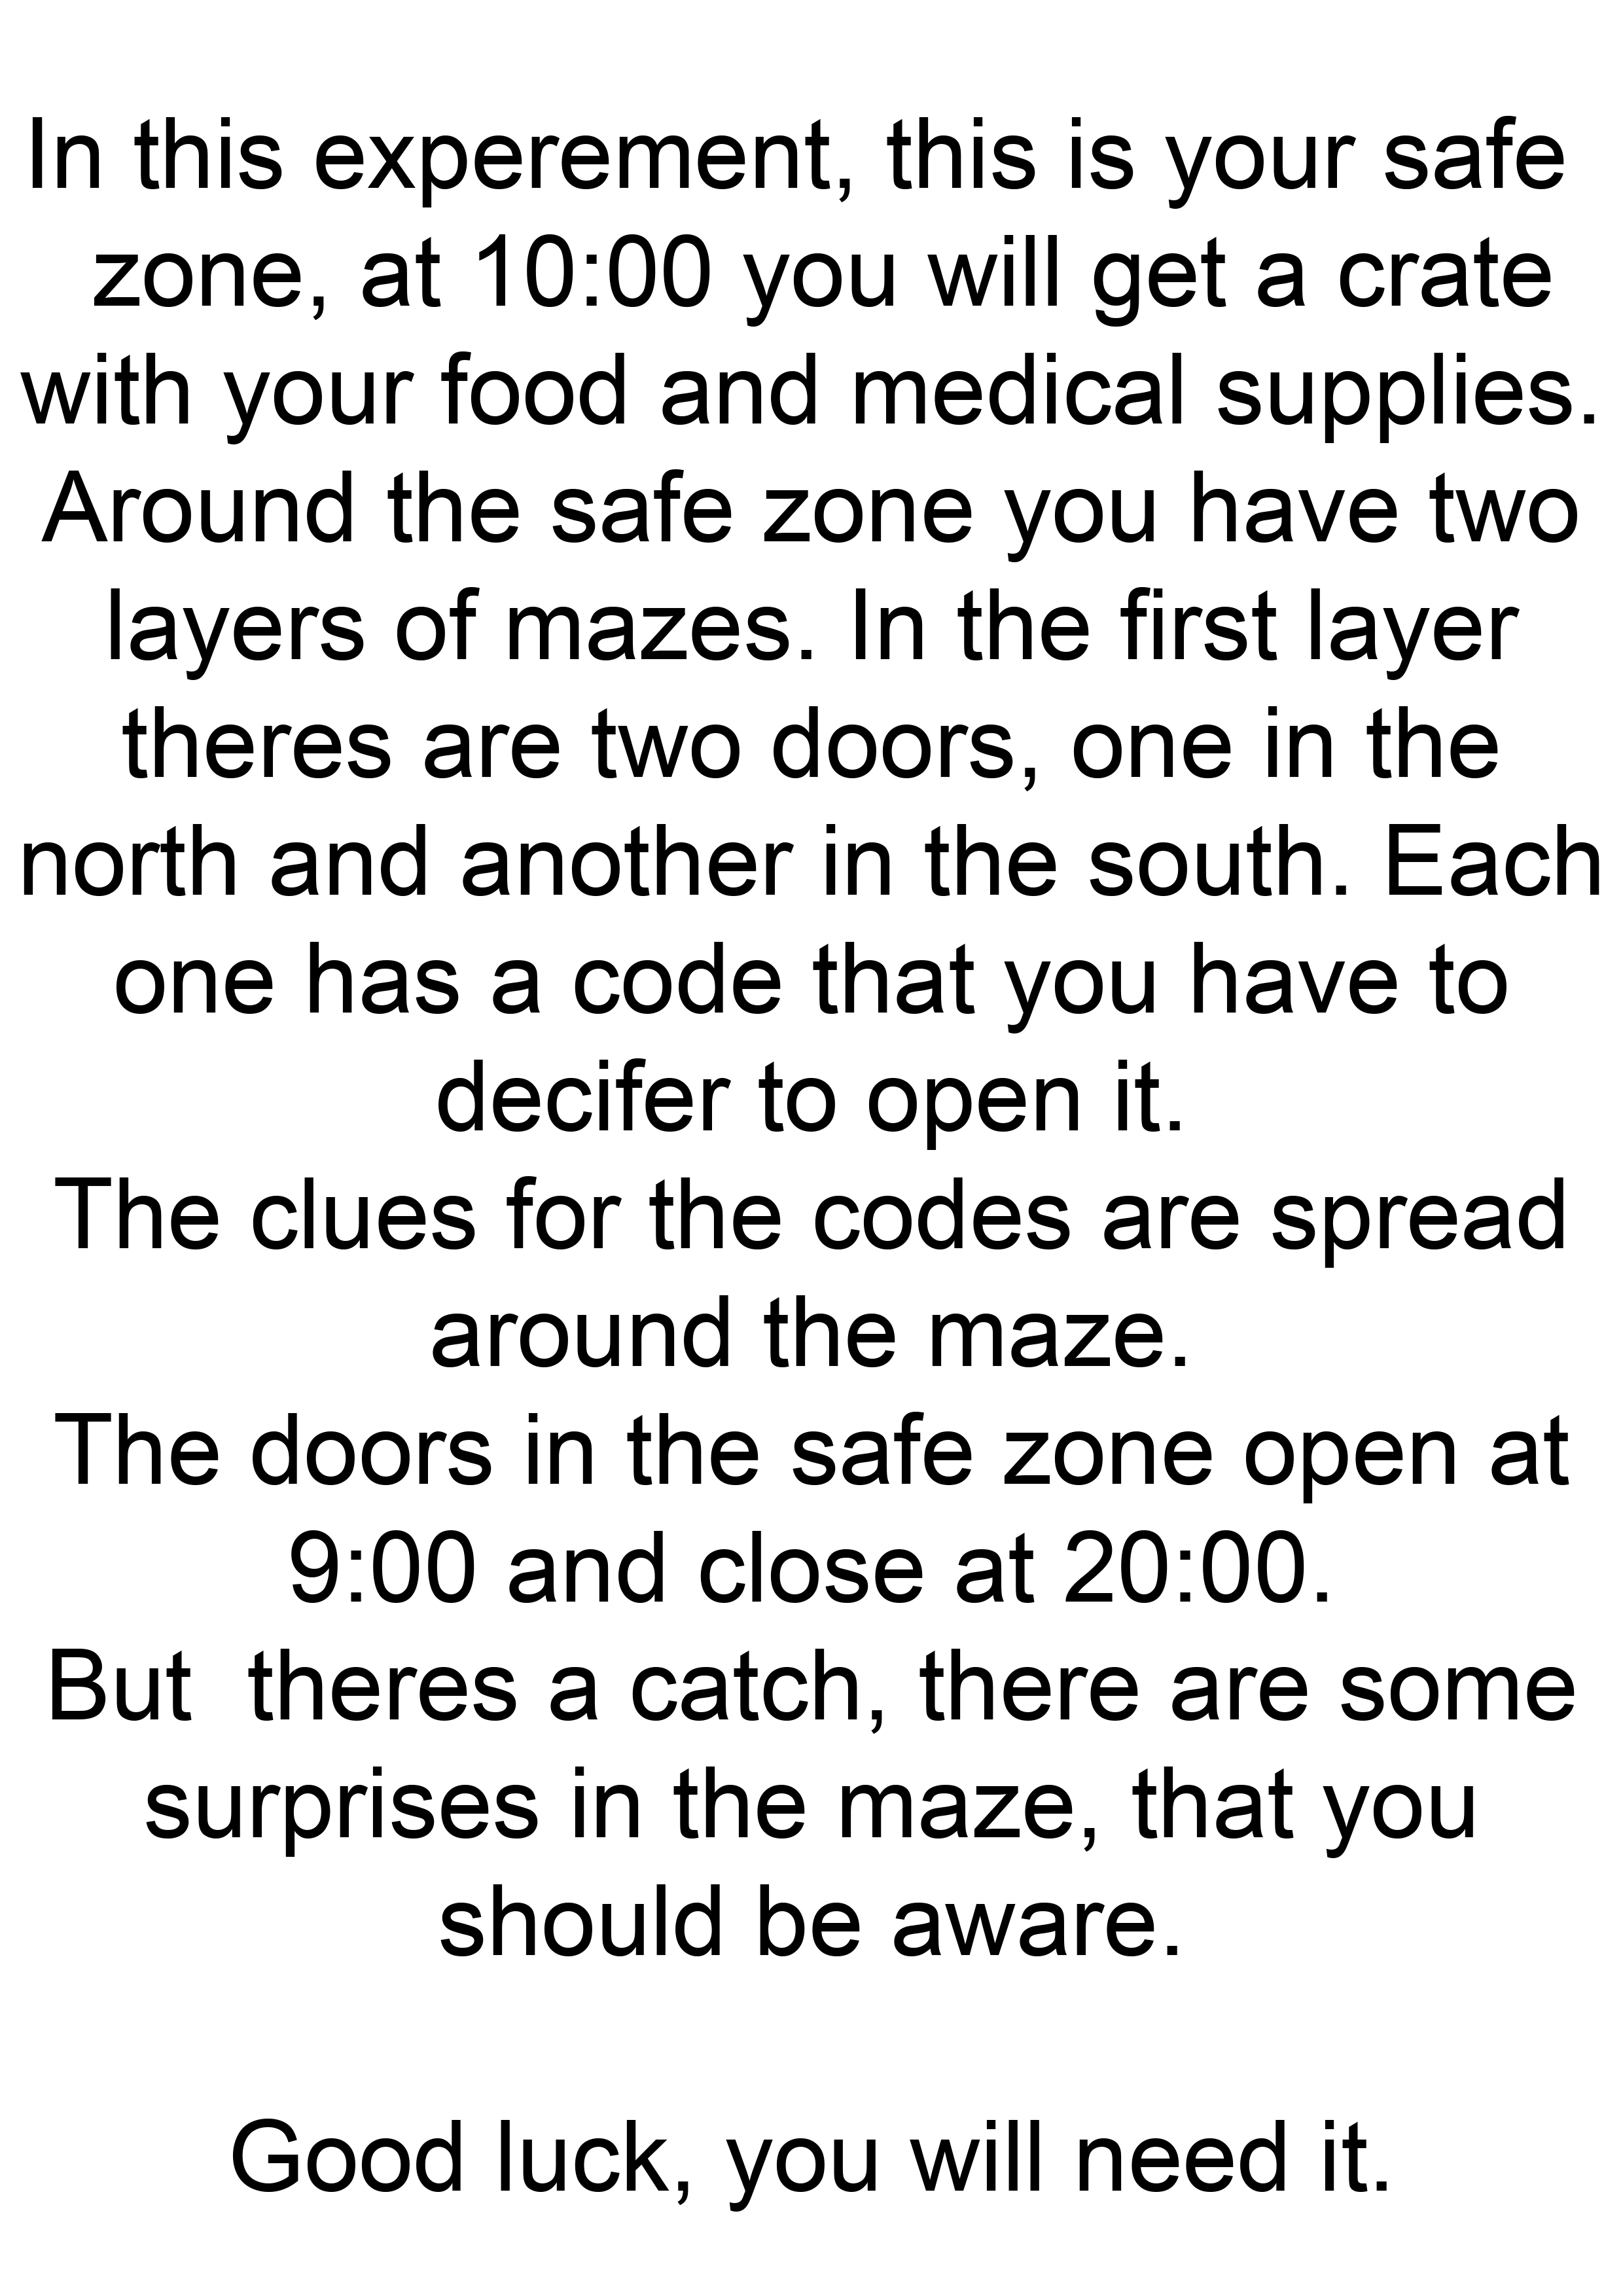 In this experement, this is your safe
zone, at 10:00 you will get a crate
with your food and medical supplies.
Around the safe zone you have two
layers of mazes. In the first layer
theres are two doors, one in the
north and another in the south. Each
one has a code that you have to
decifer to open it.
The clues for the codes are spread
around the maze.
The doors in the safe zone open at
9:00 and close at 20:00.
But  theres a catch, there are some
surprises in the maze, that you
should be aware.
Good luck, you will need it.